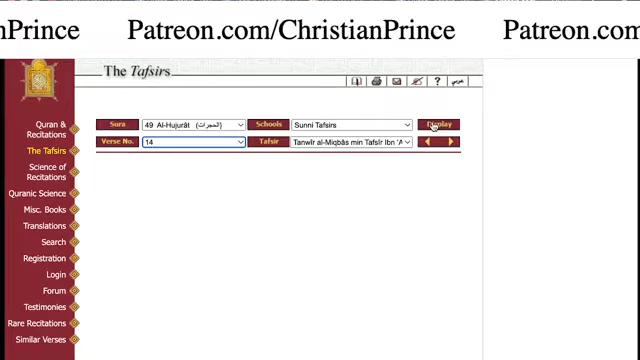 nPrince Patreon.com/ChristianPrince Patreon.com
The Tafsirs
? عربي
Sura 49 Al-Hujurât (الحجرات) Schools Sunni Tafsirs Display
Verse No. 14 Tafsir Tanwîr al-Miqbâs min Tafsîr Ibn 'A
Quran &
Recitations
The Tafsirs
Science of
Recitations
Quranic Science
Misc. Books
Translations
Search
Registration
Login
Forum
Testimonies
Rare Recitations
Similar Verses